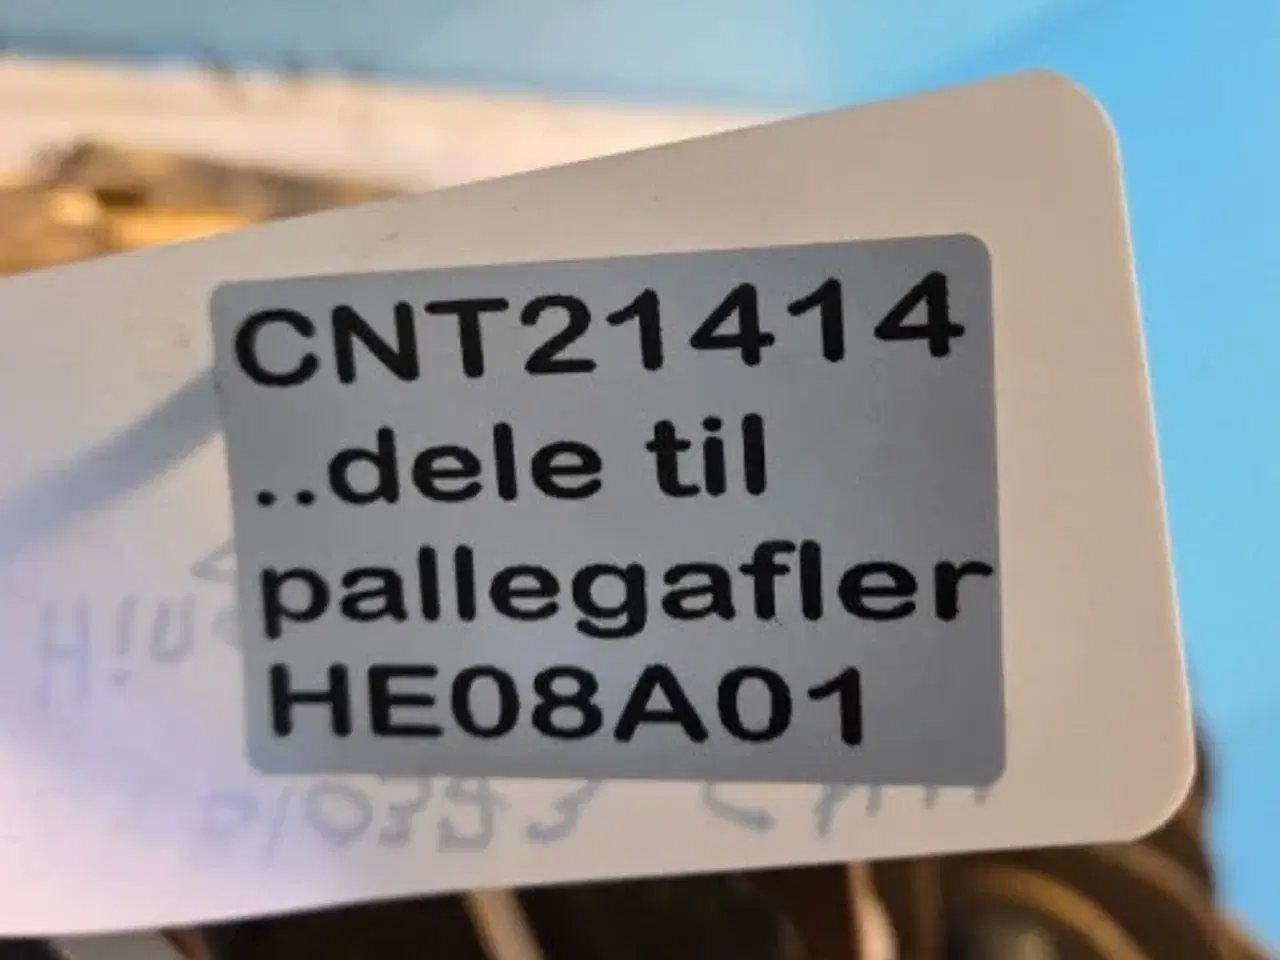 CNT21414
..dele til
pallegafler
HE08A01